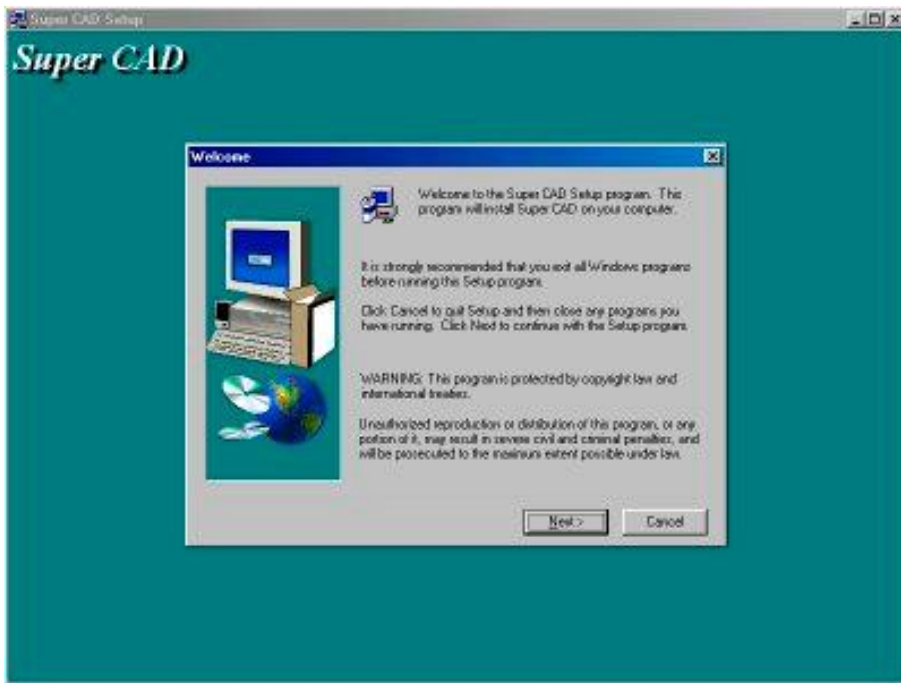 Super CAD Setup
Super CAD
Welcome
Welcome to the Super CAD Setup program. This
program will install Super CAD on your computer.
It is strongly recommended that you exit all Windows programs
before running this Setup program.
Click Cancel to quit Setup and then close any programs you
have running. Click Next to continue with the Setup program.
WARNING: This program is protected by copyright law and
international treaties.
Unauthorized reproduction or distribution of this program, or any
portion of it, may result in severe civil and criminal penalties, and
will be prosecuted to the maximum extent possible under law.
Next >
Cancel